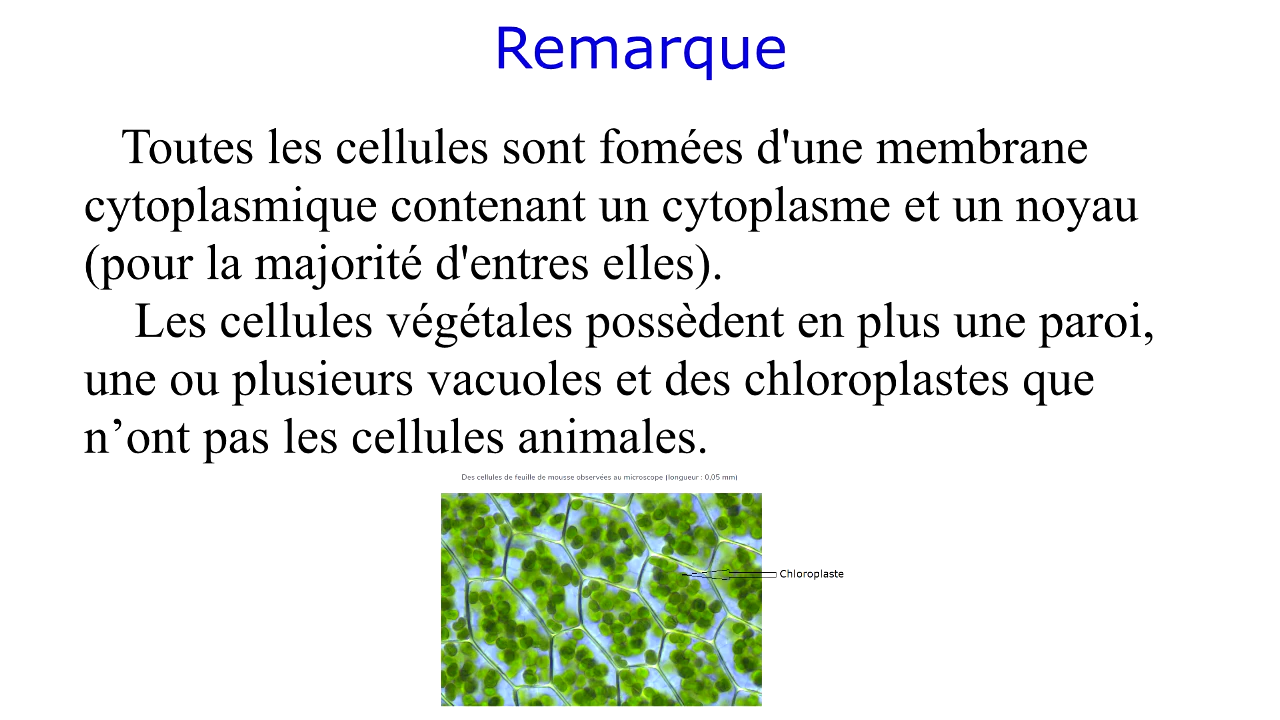 Remarque
Toutes les cellules sont fomées d'une membrane
cytoplasmique contenant un cytoplasme et un noyau
(pour la majorité d'entres elles).
Les cellules végétales possèdent en plus une paroi,
une ou plusieurs vacuoles et des chloroplastes que
n’ont pas les cellules animales.
Des cellules de feuille de mousse observées au microscope (longueur : 0,05 mm)
Chloroplaste